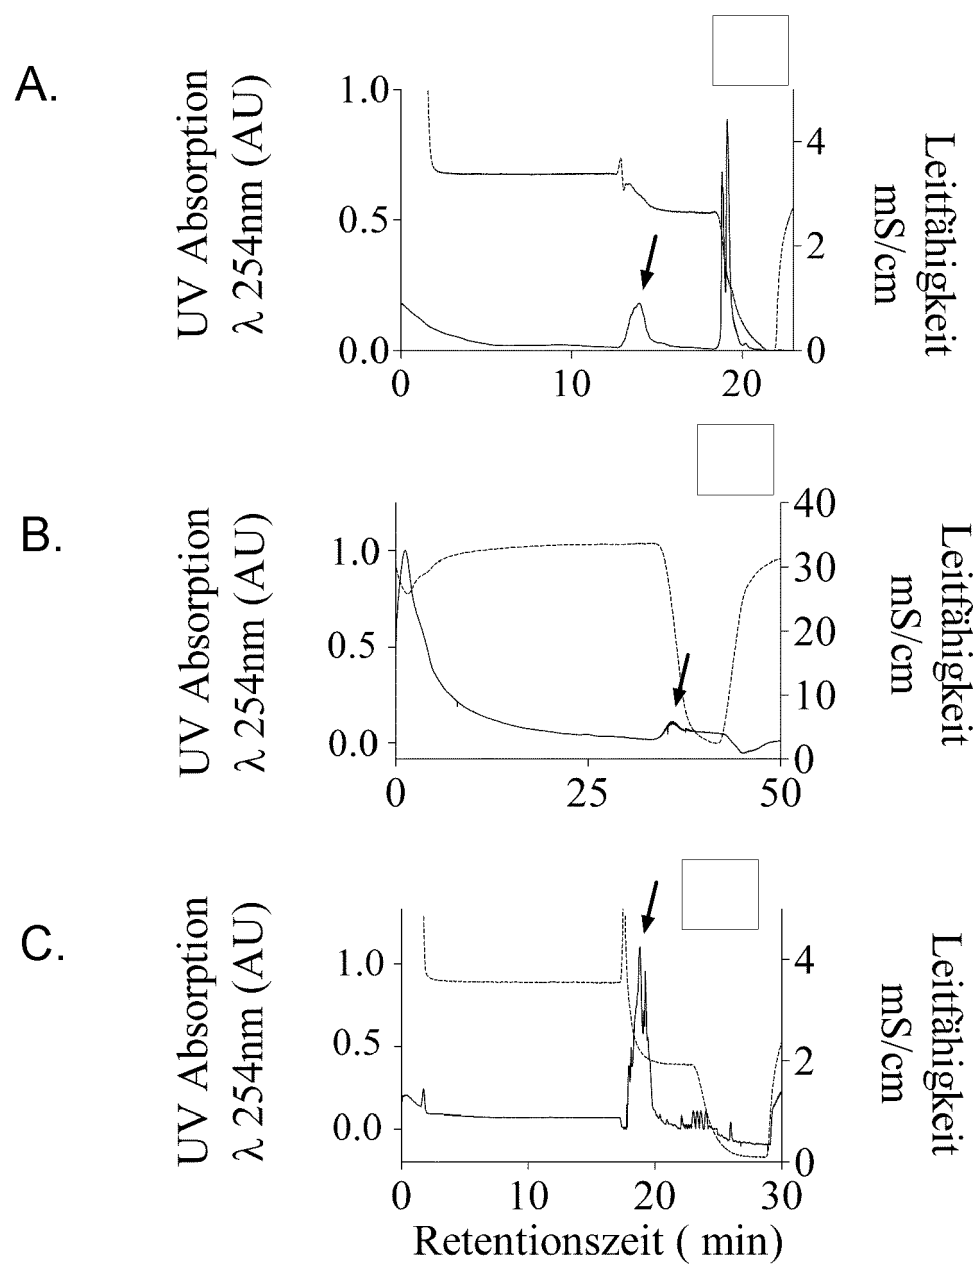 A.
UV Absorption
λ 254nm (AU)
1.0
0.5
0.0
0
10
20
4
2
0
Leitfähigkeit
mS/cm
B.
UV Absorption
λ 254nm (AU)
1.0
0.5
0.0
0
25
50
40
30
20
10
0
Leitfähigkeit
mS/cm
C.
UV Absorption
λ 254nm (AU)
1.0
0.5
0.0
0
10
20
30
4
2
0
Leitfähigkeit
mS/cm
Retentionszeit ( min)